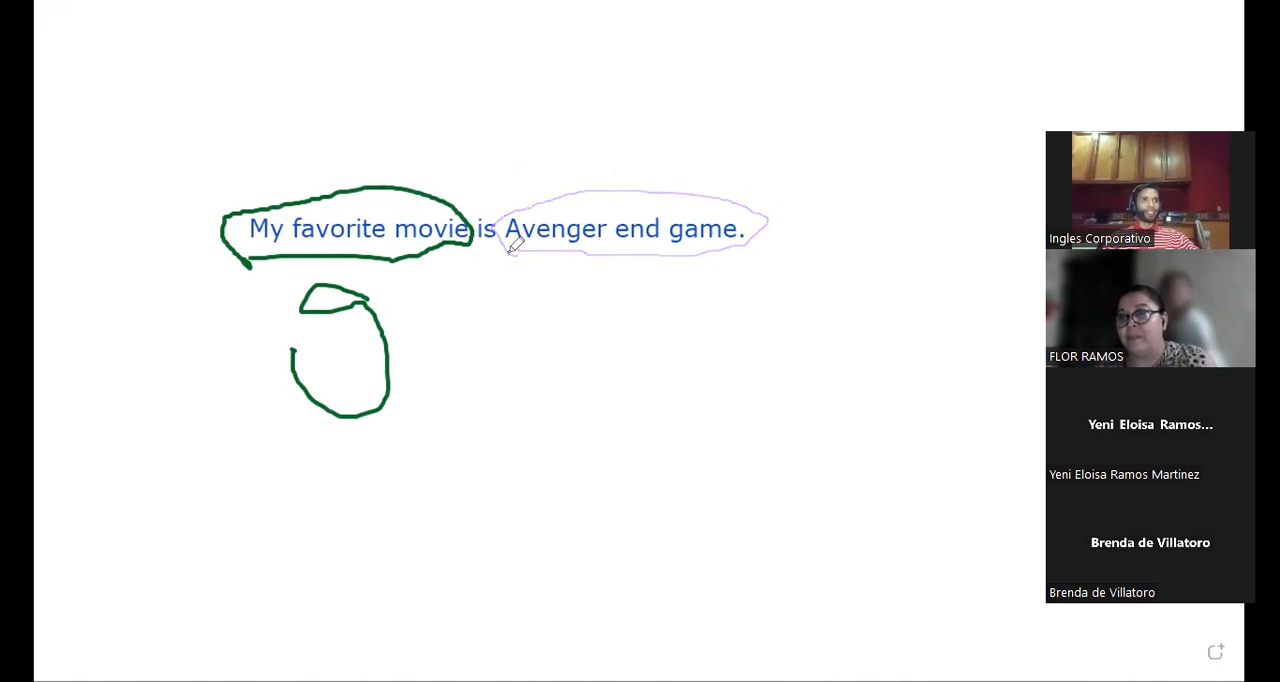 My favorite movie is Avenger end game.
Ingles Corporativo
FLOR RAMOS
Yeni Eloisa Ramos...
Yeni Eloisa Ramos Martinez
Brenda de Villatoro
Brenda de Villatoro